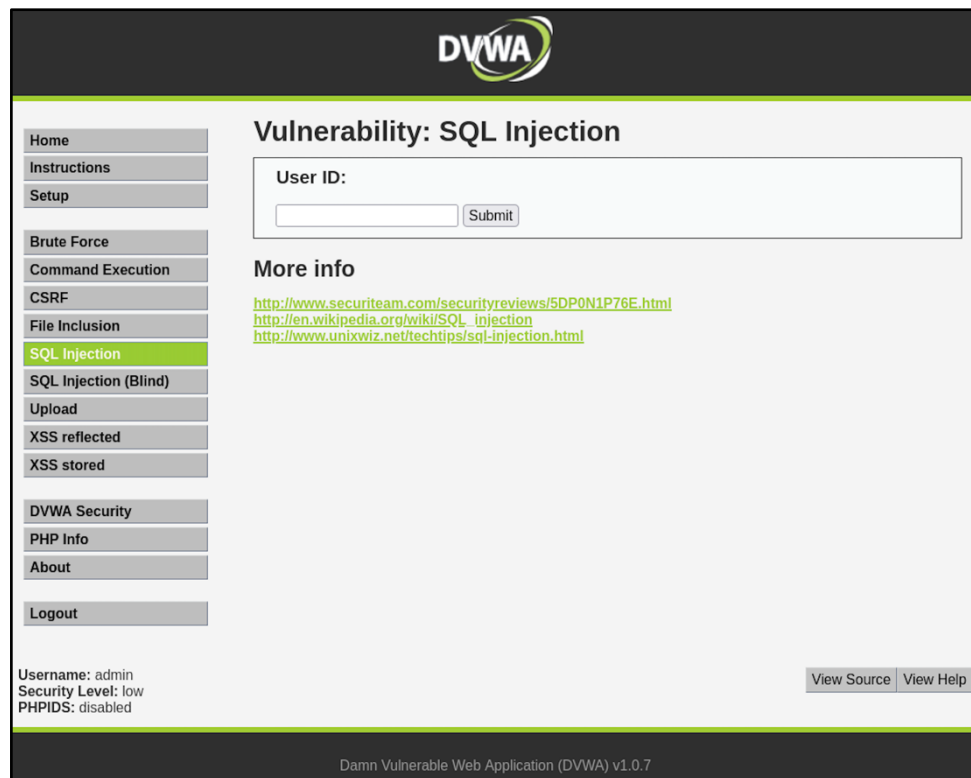 DVWA
Home
Instructions
Setup
Brute Force
Command Execution
CSRF
File Inclusion
SQL Injection
SQL Injection (Blind)
Upload
XSS reflected
XSS stored
DVWA Security
PHP Info
About
Logout
Vulnerability: SQL Injection
User ID:
Submit
More info
http://www.securiteam.com/securityreviews/5DP0N1P76E.html
http://en.wikipedia.org/wiki/SQL_injection
http://www.unixwiz.net/techtips/sql-injection.html
Username: admin
Security Level: low
PHPIDS: disabled
View Source View Help
Damn Vulnerable Web Application (DVWA) v1.0.7